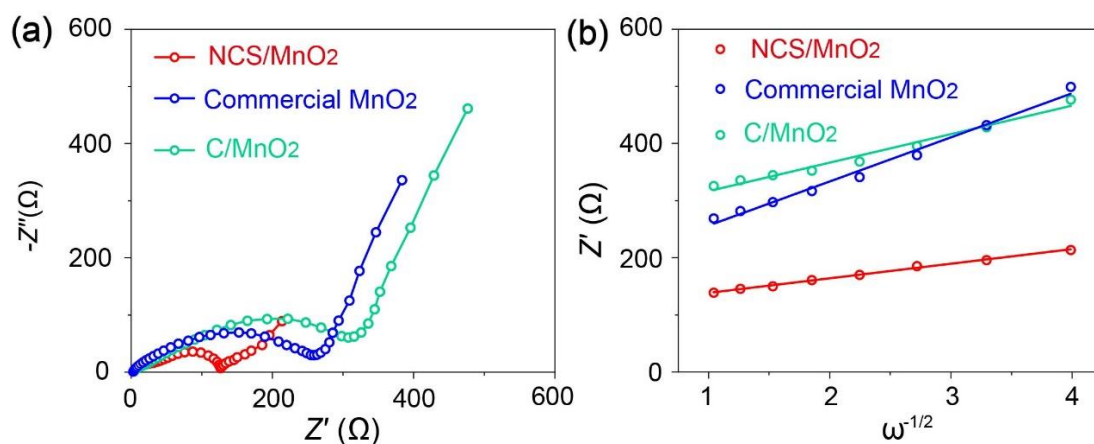 (a)
600
400
200
0
-Z″(Ω)
NCS/MnO2
Commercial MnO2
C/MnO2
0
200
400
600
Z′ (Ω)
(b)
600
400
200
0
Z′ (Ω)
NCS/MnO2
Commercial MnO2
C/MnO2
1
2
3
4
ω-1/2